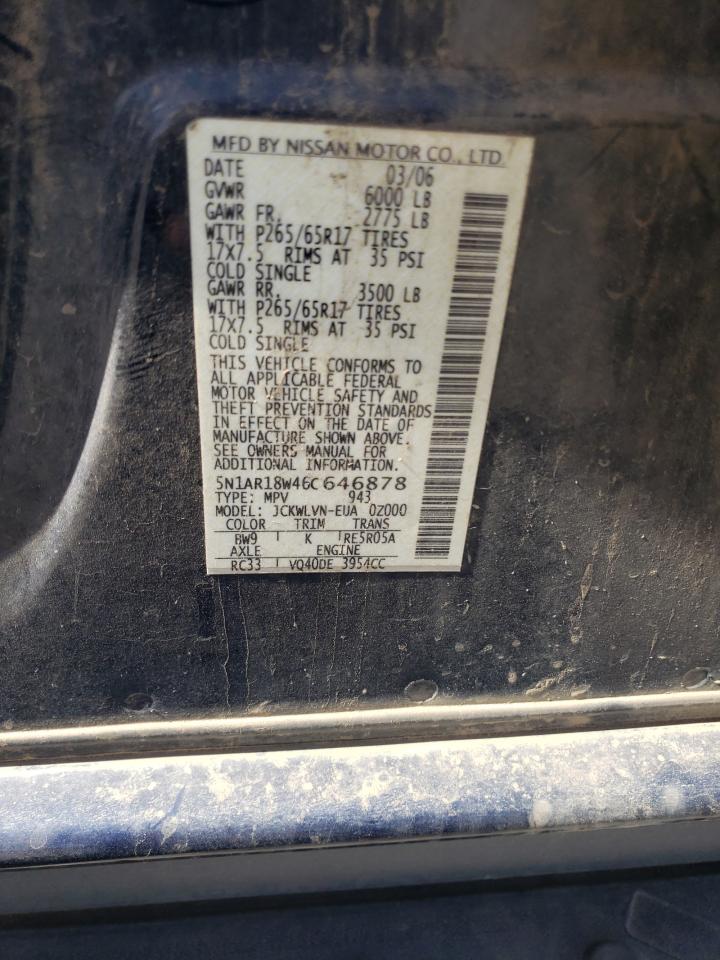 MFD BY NISSAN MOTOR CO., LTD.
DATE 03/06
GVWR 6000 LB
GAWR FR. 2775 LB
WITH P265/65R17 TIRES
17X7.5 RIMS AT 35 PSI
COLD SINGLE
GAWR RR. 3500 LB
WITH P265/65R17 TIRES
17X7.5 RIMS AT 35 PSI
COLD SINGLE
THIS VEHICLE CONFORMS TO
ALL APPLICABLE FEDERAL
MOTOR VEHICLE SAFETY AND
THEFT PREVENTION STANDARDS
IN EFFECT ON THE DATE OF
MANUFACTURE SHOWN ABOVE.
SEE OWNERS MANUAL FOR
ADDITIONAL INFORMATION.
5N1AR18W46C646878
TYPE: MPV 943
MODEL: JCKWLVN-EUA 0Z000
COLOR TRIM TRANS
BW9 K RE5R05A
AXLE ENGINE
RC33 VQ40DE 3954CC